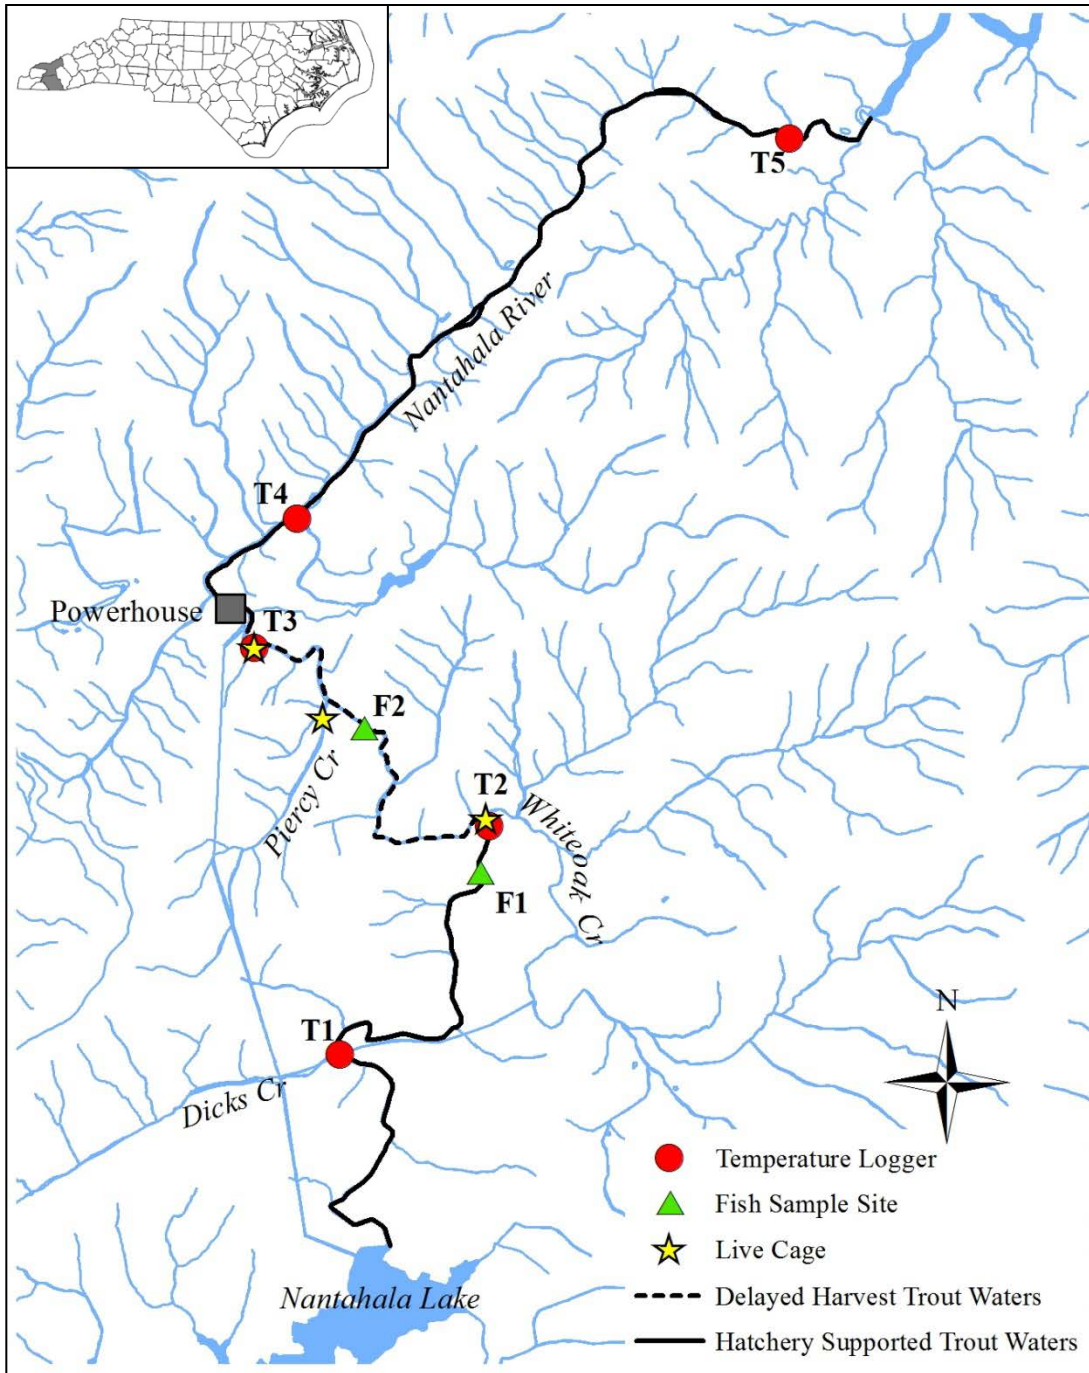 T5
Nantahala River
T4
Powerhouse
T3
F2
Piercy Cr
T2
Whiteoak Cr
F1
T1
Dicks Cr
N
Nantahala Lake
Temperature Logger
Fish Sample Site
Live Cage
Delayed Harvest Trout Waters
Hatchery Supported Trout Waters